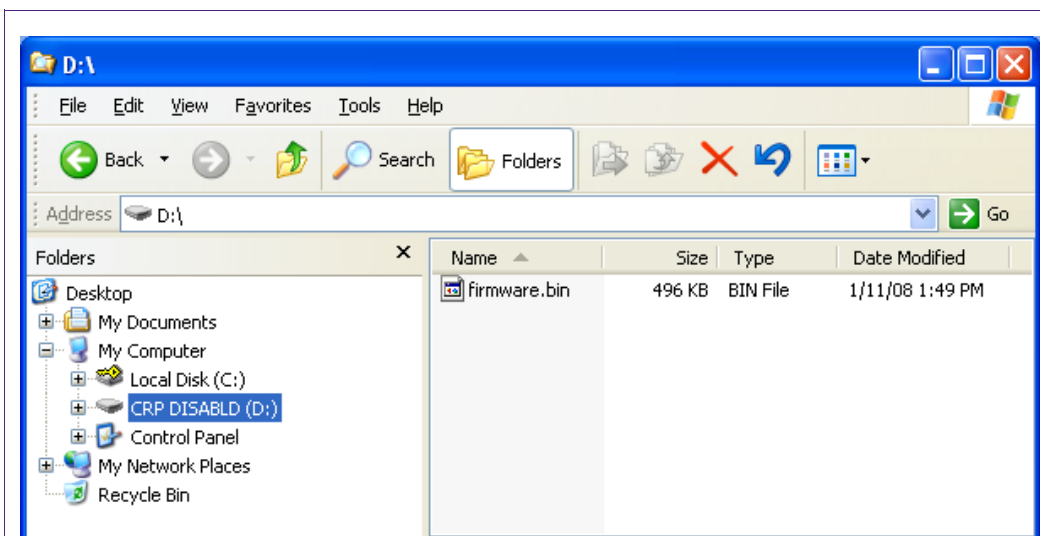 D:\
File Edit View Favorites Tools Help
Back Search Folders
Address D:\ Go
Folders x Name Size Type Date Modified
Desktop firmware.bin 496 KB BIN File 1/11/08 1:49 PM
My Documents
My Computer
Local Disk (C:)
CRP DISABLD (D:)
Control Panel
My Network Places
Recycle Bin